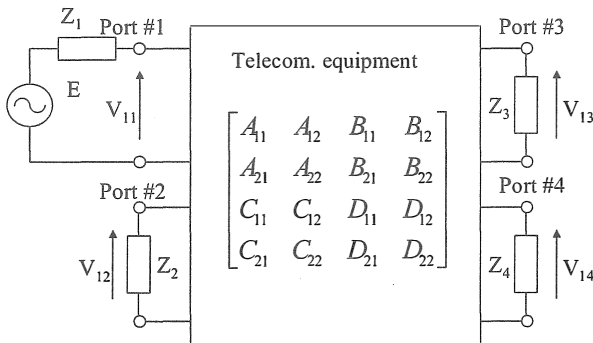 Z₁ Port #1
Port #3
Telecom. equipment
E
V₁₁
Z₃
V₁₃
A₁₁ A₁₂ B₁₁ B₁₂
A₂₁ A₂₂ B₂₁ B₂₂
C₁₁ C₁₂ D₁₁ D₁₂
C₂₁ C₂₂ D₂₁ D₂₂
Port #2
Port #4
V₁₂
Z₂
Z₄
V₁₄